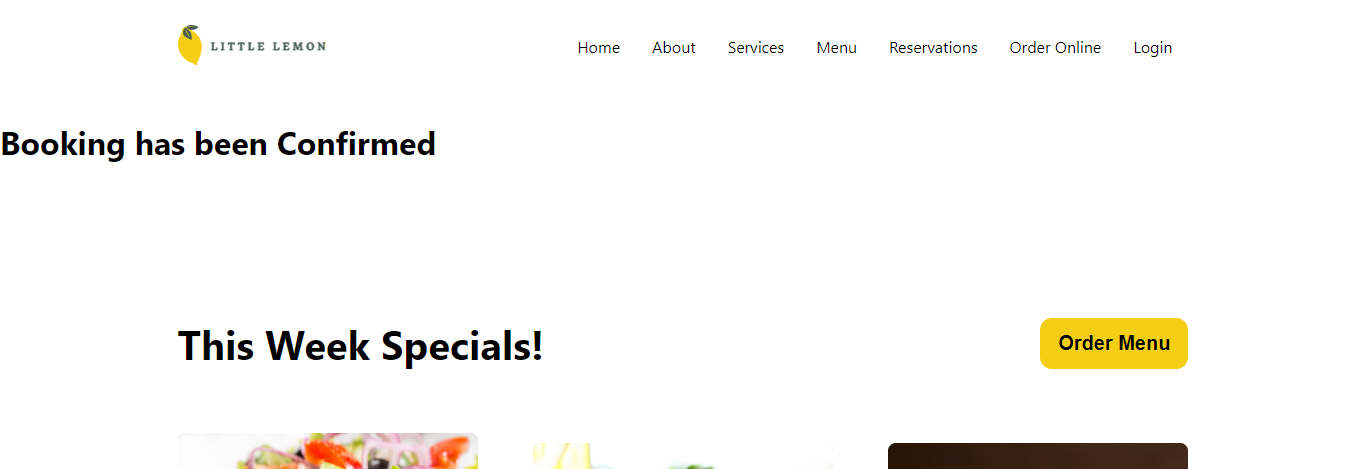 LITTLE LEMON
Home About Services Menu Reservations Order Online Login
Booking has been Confirmed
This Week Specials!
Order Menu